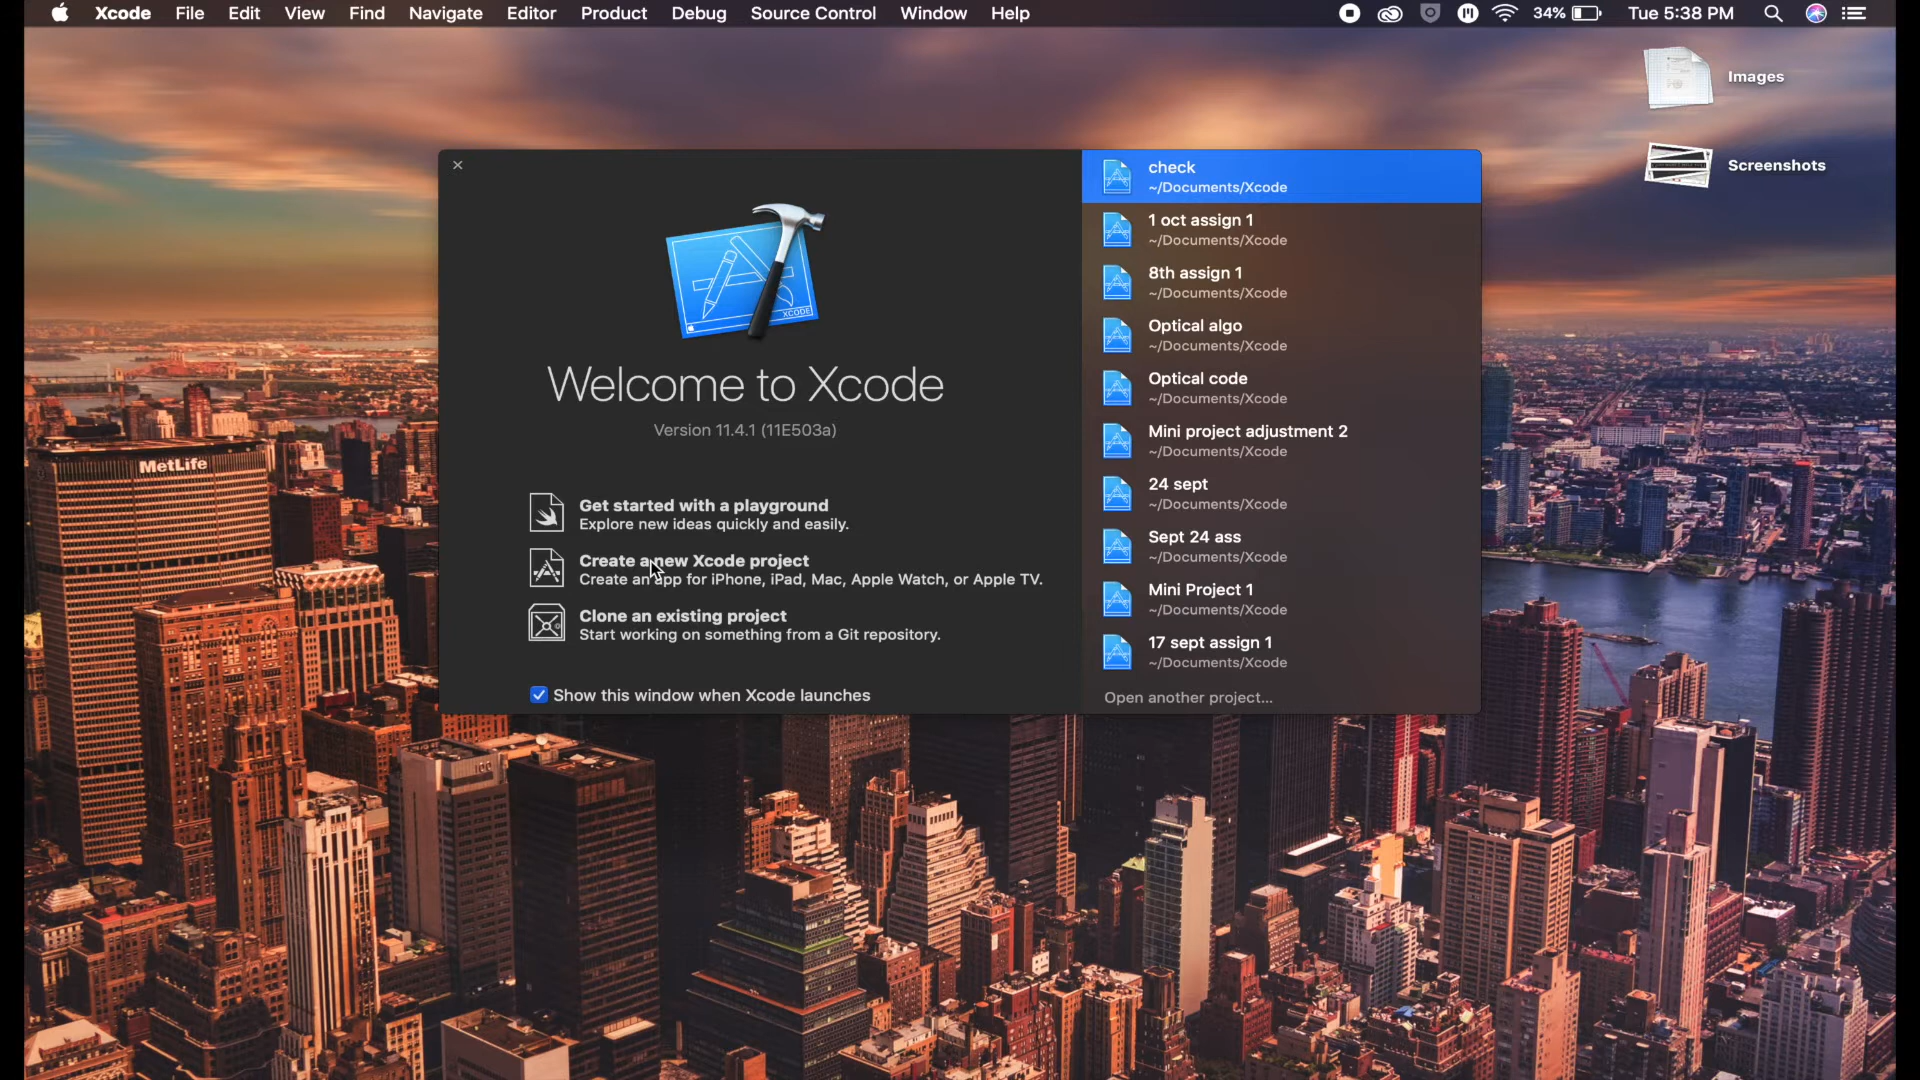 Xcode File Edit View Find Navigate Editor Product Debug Source Control Window Help 34% Tue 5:38 PM
Images
Screenshots
XCODE
Welcome to Xcode
Version 11.4.1 (11E503a)
Get started with a playground
Explore new ideas quickly and easily.
Create a new Xcode project
Create an app for iPhone, iPad, Mac, Apple Watch, or Apple TV.
Clone an existing project
Start working on something from a Git repository.
Show this window when Xcode launches
check
~/Documents/Xcode
1 oct assign 1
~/Documents/Xcode
8th assign 1
~/Documents/Xcode
Optical algo
~/Documents/Xcode
Optical code
~/Documents/Xcode
Mini project adjustment 2
~/Documents/Xcode
24 sept
~/Documents/Xcode
Sept 24 ass
~/Documents/Xcode
Mini Project 1
~/Documents/Xcode
17 sept assign 1
~/Documents/Xcode
Open another project...
MetLife